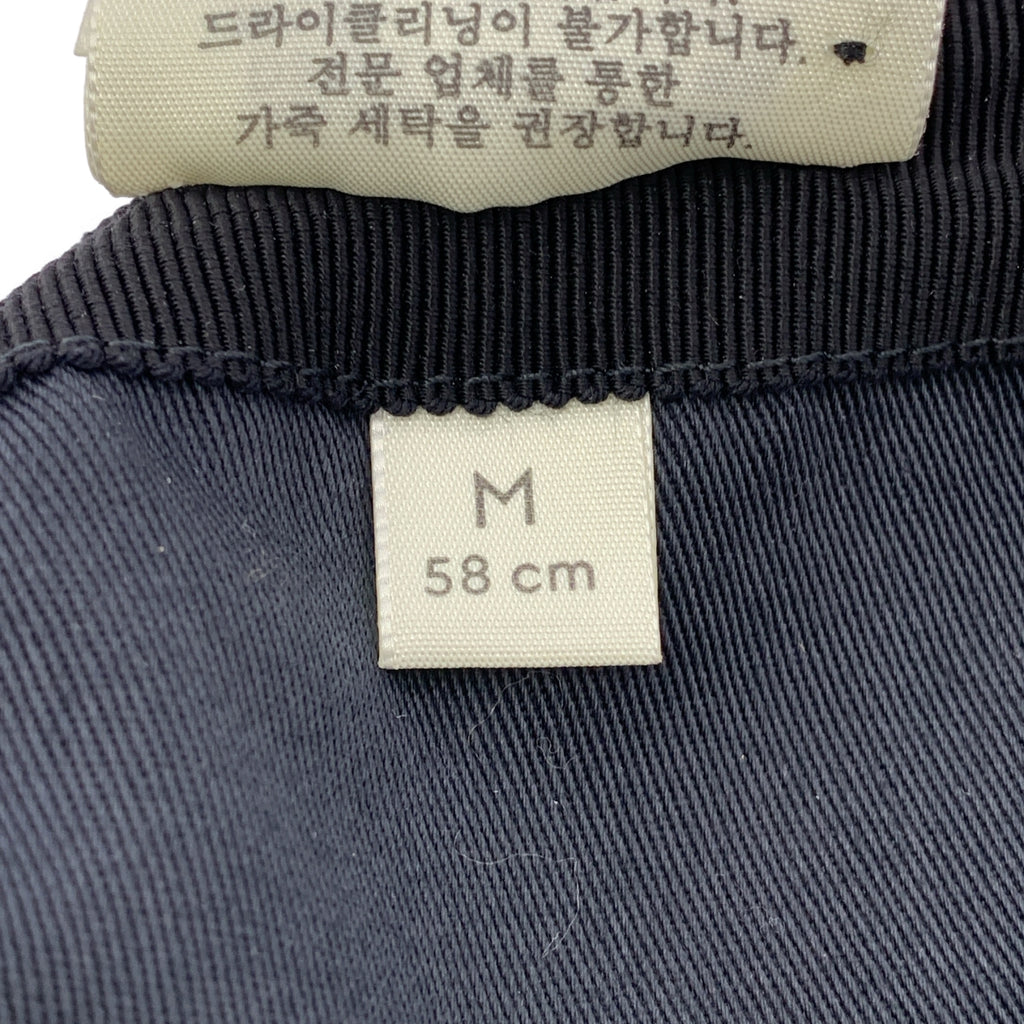 드라이클리닝이 불가합니다.
전문 업체를 통한
가죽 세탁을 권장합니다.
M
58 cm